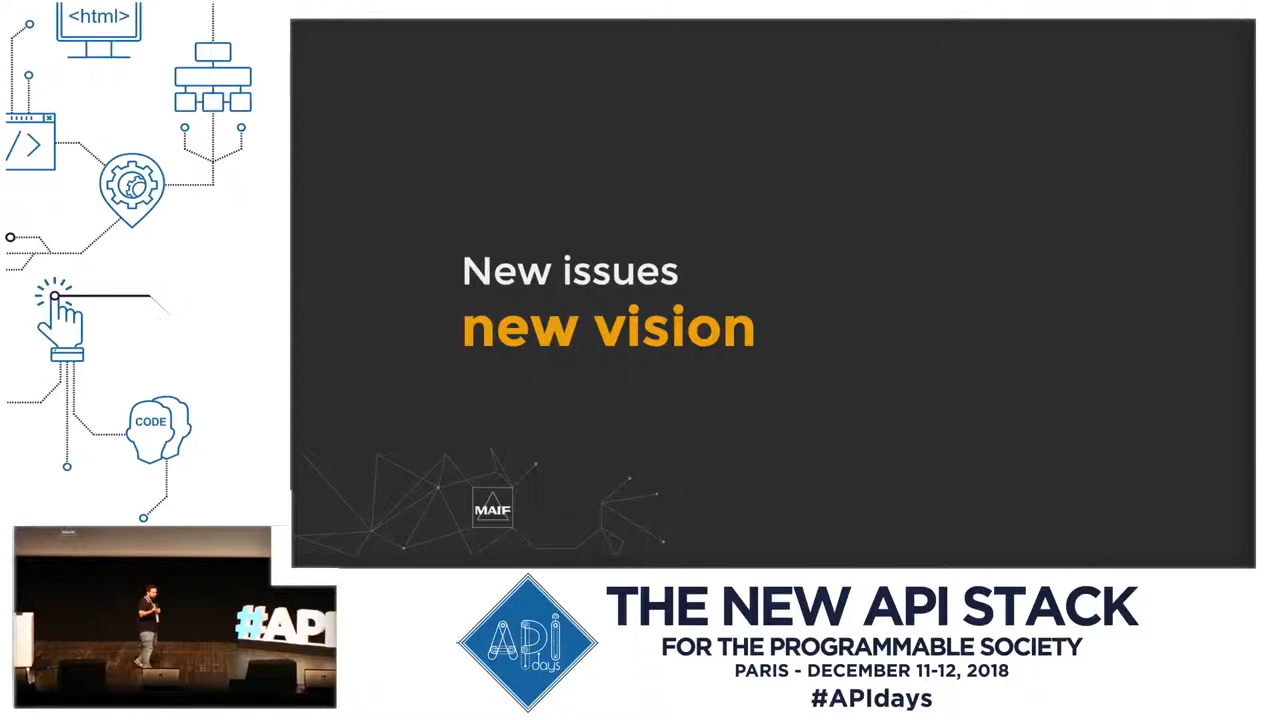 <html>
</>
CODE
New issues
new vision
MAIF
MAIF
#API
API
days
THE NEW API STACK
FOR THE PROGRAMMABLE SOCIETY
PARIS - DECEMBER 11-12, 2018
#APIdays